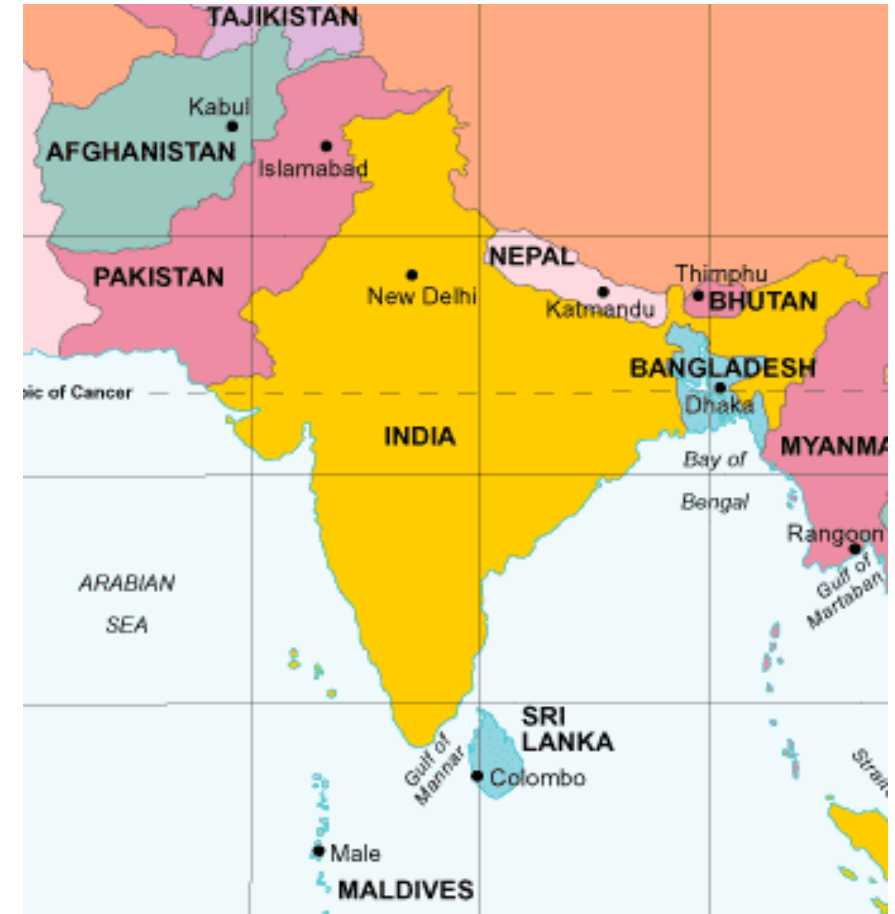 TAJIKISTAN
Kabul
AFGHANISTAN
Islamabad
PAKISTAN
NEPAL
New Delhi
Katmandu
Thimphu
BHUTAN
BANGLADESH
Dhaka
pic of Cancer
INDIA
MYANMA
Bay of
Bengal
Rangoon
Gulf of
Martaban
ARABIAN
SEA
SRI
LANKA
Gulf of
Mannar
Colombo
Strait
Male
MALDIVES